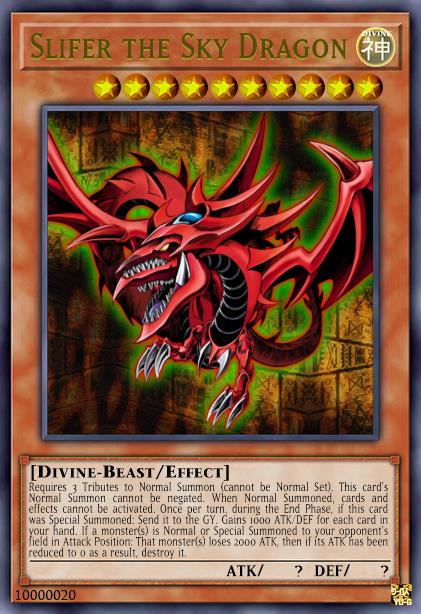 SLIFER THE SKY DRAGON
DIVINE
神
[DIVINE-BEAST/EFFECT]
Requires 3 Tributes to Normal Summon (cannot be Normal Set). This card's
Normal Summon cannot be negated. When Normal Summoned, cards and
effects cannot be activated. Once per turn, during the End Phase, if this card
was Special Summoned: Send it to the GY. Gains 1000 ATK/DEF for each card in
your hand. If a monster(s) is Normal or Special Summoned to your opponent's
field in Attack Position: That monster(s) loses 2000 ATK, then if its ATK has been
reduced to 0 as a result, destroy it.
ATK/ ? DEF/ ?
10000020